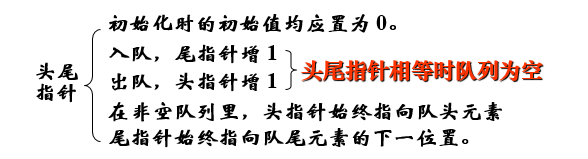 初始化时的初始值均应置为 0。
入队，尾指针增 1
头尾指针
出队，头指针增 1
头尾指针相等时队列为空
在非空队列里，头指针始终指向队头元素
尾指针始终指向队尾元素的下一位置。